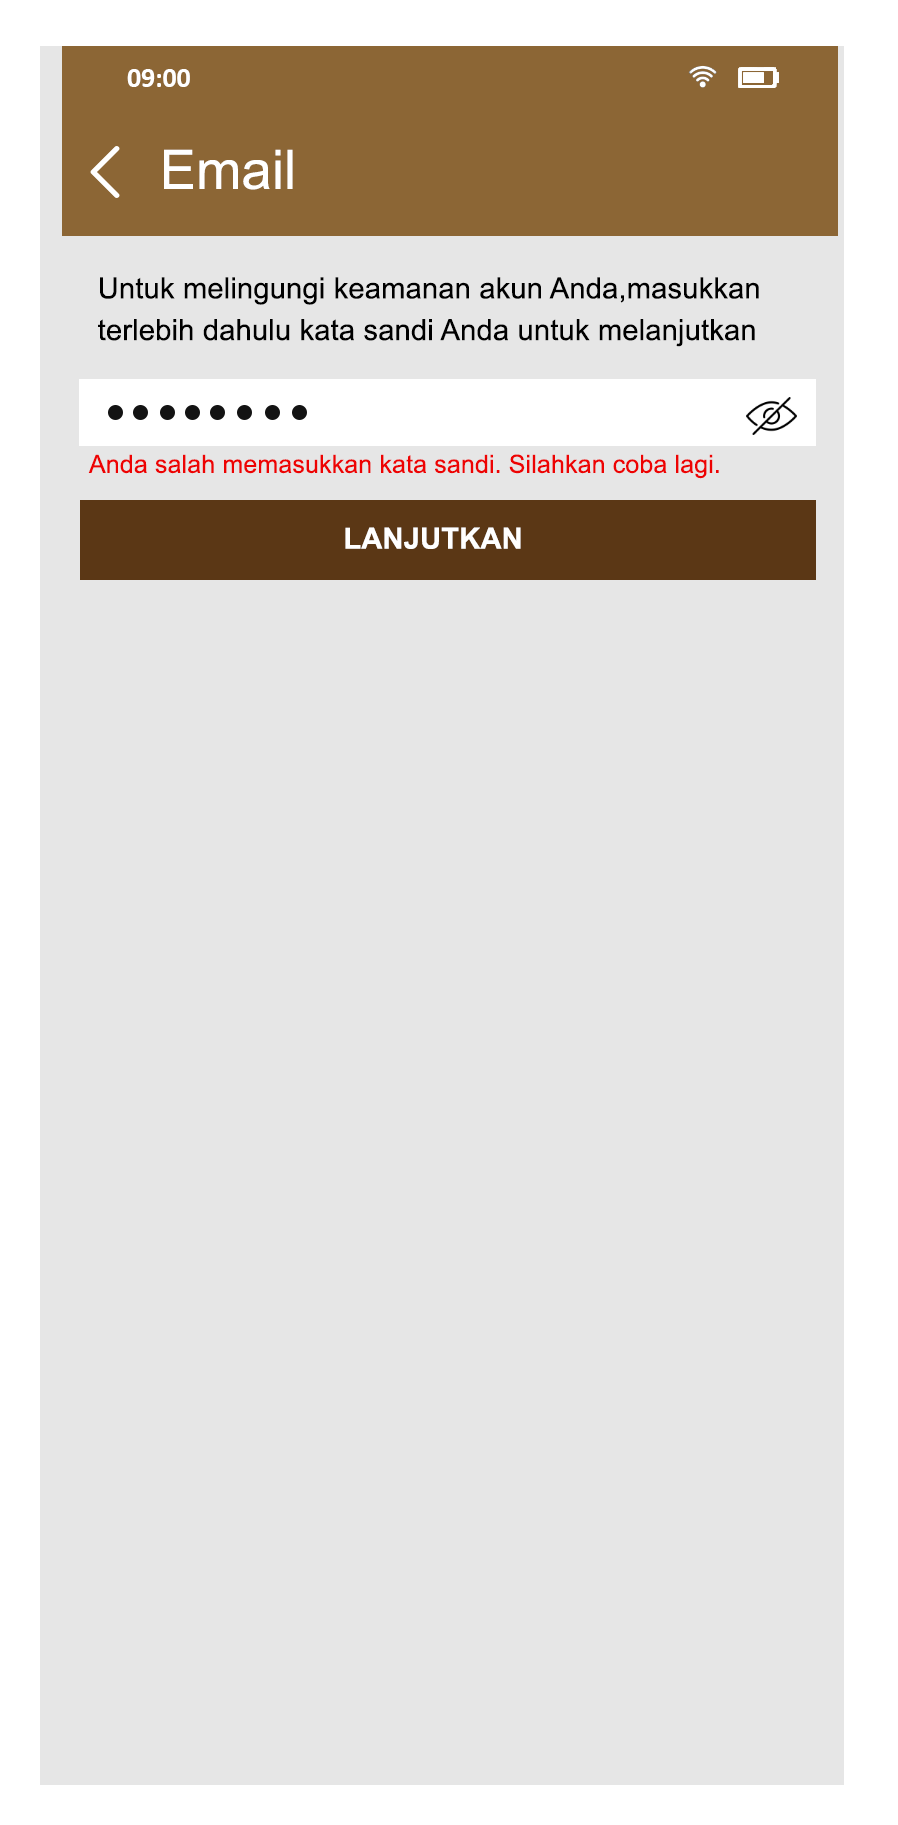 09:00
Email
Untuk melingungi keamanan akun Anda,masukkan
terlebih dahulu kata sandi Anda untuk melanjutkan
Anda salah memasukkan kata sandi. Silahkan coba lagi.
LANJUTKAN